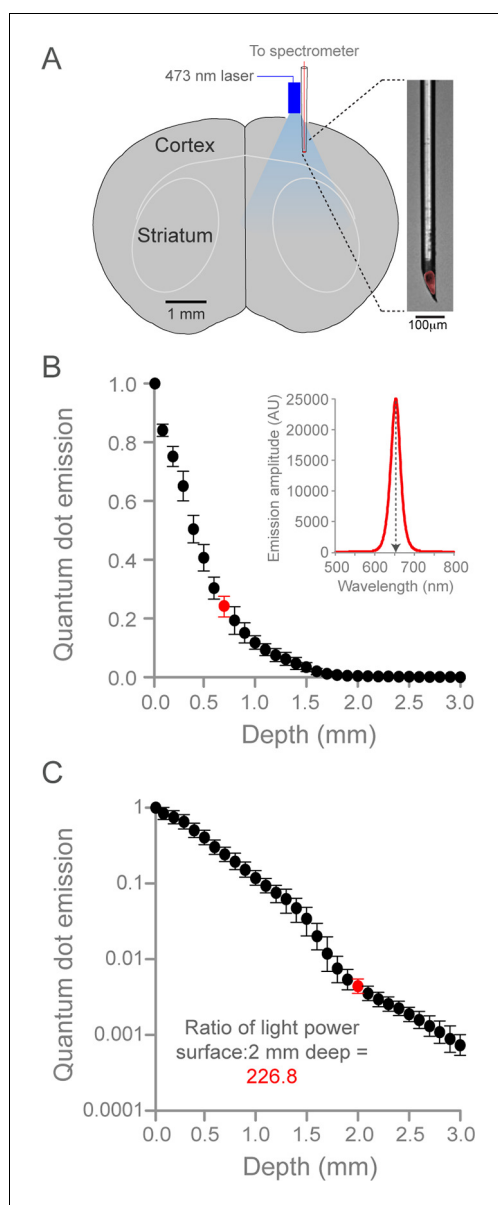 A
To spectrometer
473 nm laser
Cortex
Striatum
1 mm
100μm
B
Quantum dot emission
1.0
0.8
0.6
0.4
0.2
0.0
0.0 0.5 1.0 1.5 2.0 2.5 3.0
Depth (mm)
Emission amplitude (AU)
25000
20000
15000
10000
5000
0
500 600 700 800
Wavelength (nm)
C
Quantum dot emission
1
0.1
0.01
0.001
0.0001
Ratio of light power
surface:2 mm deep =
226.8
0.0 0.5 1.0 1.5 2.0 2.5 3.0
Depth (mm)